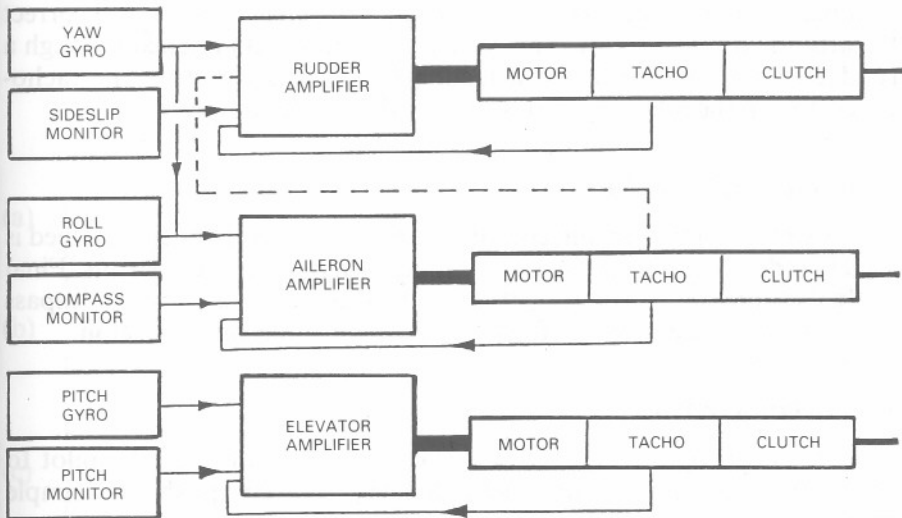 YAW
GYRO
SIDESLIP
MONITOR
RUDDER
AMPLIFIER
MOTOR
TACHO
CLUTCH
ROLL
GYRO
COMPASS
MONITOR
AILERON
AMPLIFIER
MOTOR
TACHO
CLUTCH
PITCH
GYRO
PITCH
MONITOR
ELEVATOR
AMPLIFIER
MOTOR
TACHO
CLUTCH